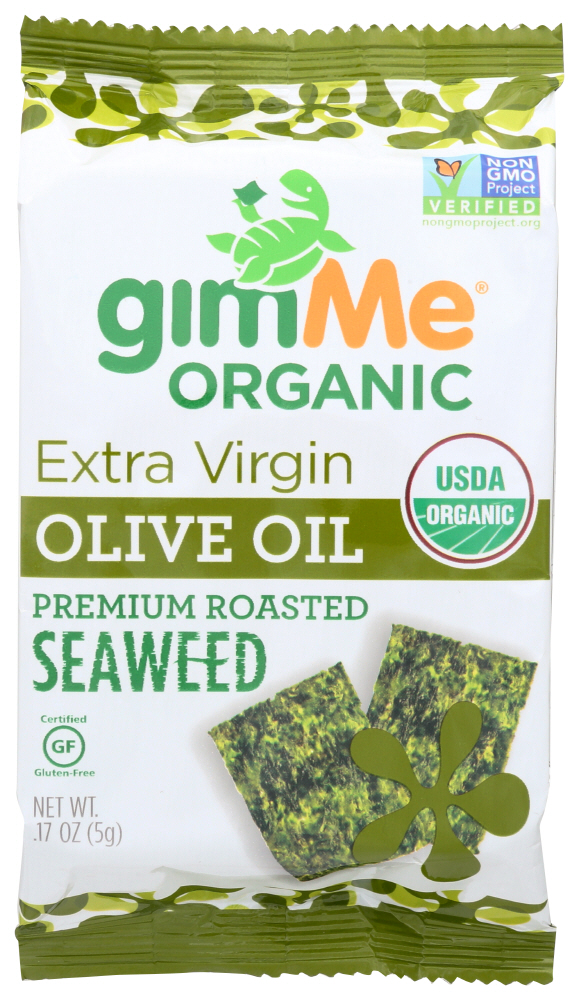 NON
GMO
Project
VERIFIED
nongmoproject.org
gimMe®
ORGANIC
Extra Virgin
OLIVE OIL
USDA
ORGANIC
PREMIUM ROASTED
SEAWEED
Certified
GF
Gluten-Free
NET WT.
.17 OZ (5g)